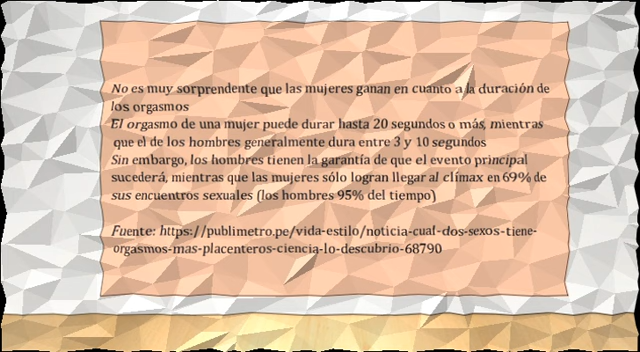 No es muy sorprendente que las mujeres ganan en cuanto a la duración de
los orgasmos
El orgasmo de una mujer puede durar hasta 20 segundos o más, mientras
que el de los hombres generalmente dura entre 3 y 10 segundos
Sin embargo, los hombres tienen la garantía de que el evento principal
sucederá, mientras que las mujeres sólo logran llegar al clímax en 69% de
sus encuentros sexuales (los hombres 95% del tiempo)
Fuente: https://publimetro.pe/vida-estilo/noticia-cual-dos-sexos-tiene-
orgasmos-mas-placenteros-ciencia-lo-descubrio-68790